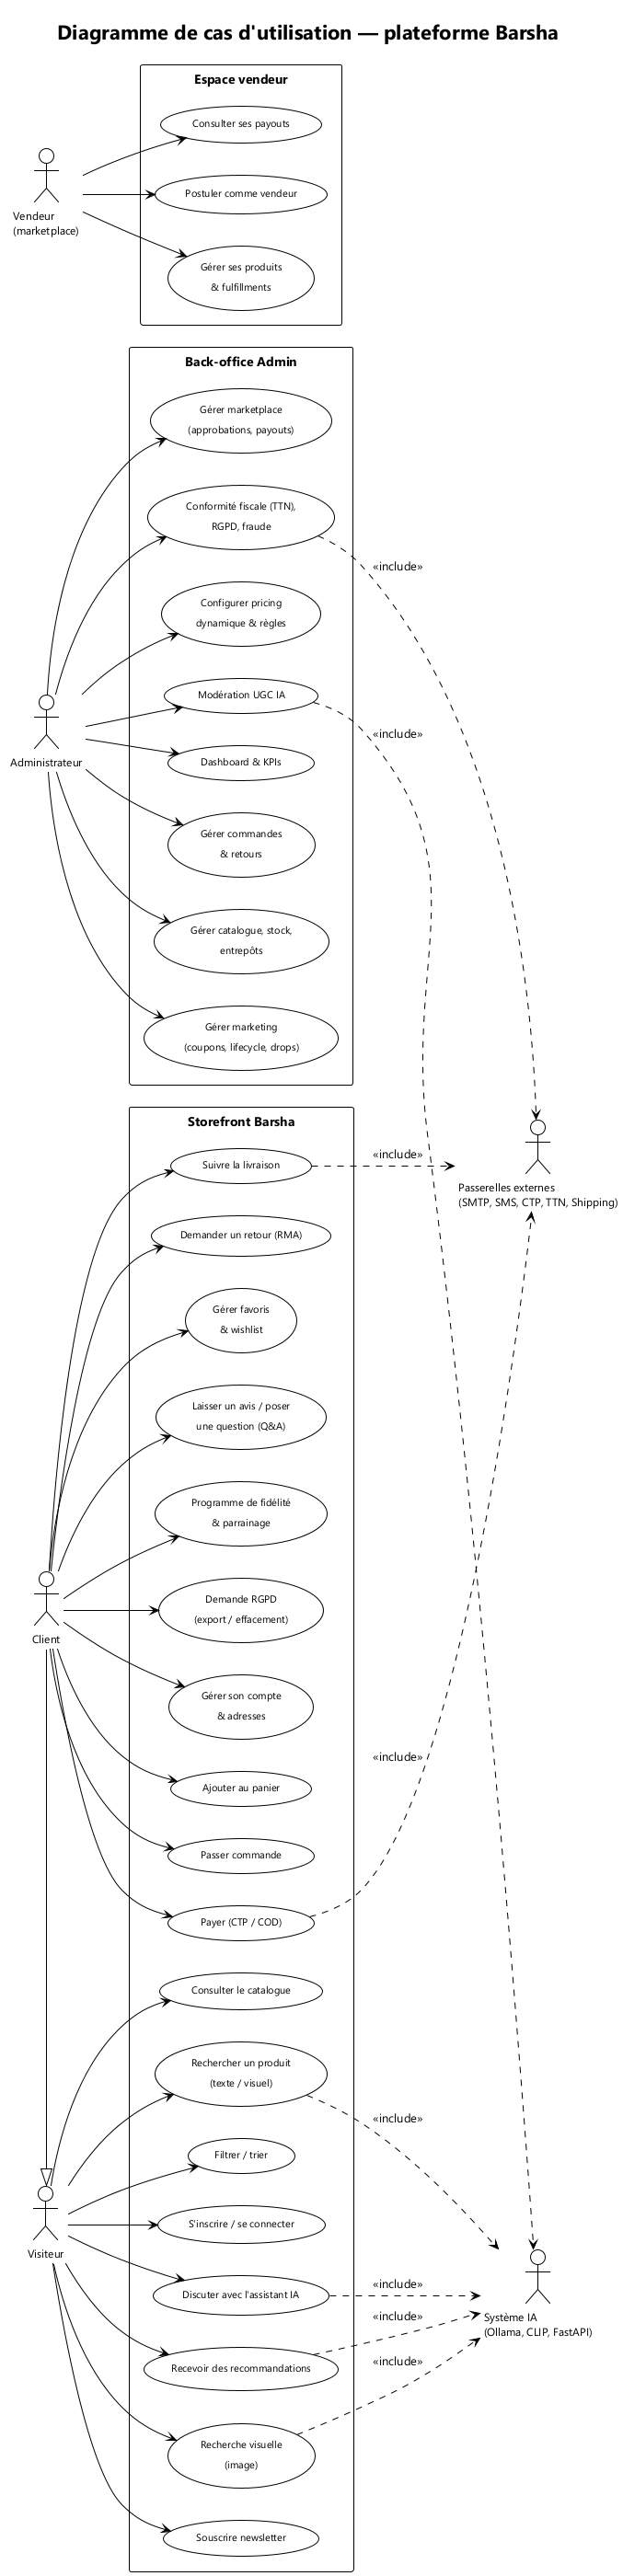 Diagramme de cas d'utilisation — plateforme Barsha
Espace vendeur
Consulter ses payouts
Postuler comme vendeur
Vendeur
(marketplace)
Gérer ses produits
& fulfillments
Back-office Admin
Gérer marketplace
(approbations, payouts)
Conformité fiscale (TTN),
RGPD, fraude
«include»
Configurer pricing
dynamique & règles
Modération UGC IA
«include»
Administrateur
Dashboard & KPIs
Gérer commandes
& retours
Gérer catalogue, stock,
entrepôts
Gérer marketing
(coupons, lifecycle, drops)
Storefront Barsha
Suivre la livraison
«include»
Passerelles externes
(SMTP, SMS, CTP, TTN, Shipping)
Demander un retour (RMA)
Gérer favoris
& wishlist
Laisser un avis / poser
une question (Q&A)
Programme de fidélité
& parrainage
Demande RGPD
(export / effacement)
Client
Gérer son compte
& adresses
«include»
Ajouter au panier
Passer commande
Payer (CTP / COD)
Consulter le catalogue
Rechercher un produit
(texte / visuel)
«include»
Filtrer / trier
S'inscrire / se connecter
Visiteur
Discuter avec l'assistant IA
«include»
Système IA
(Ollama, CLIP, FastAPI)
«include»
Recevoir des recommandations
«include»
Recherche visuelle
(image)
Souscrire newsletter